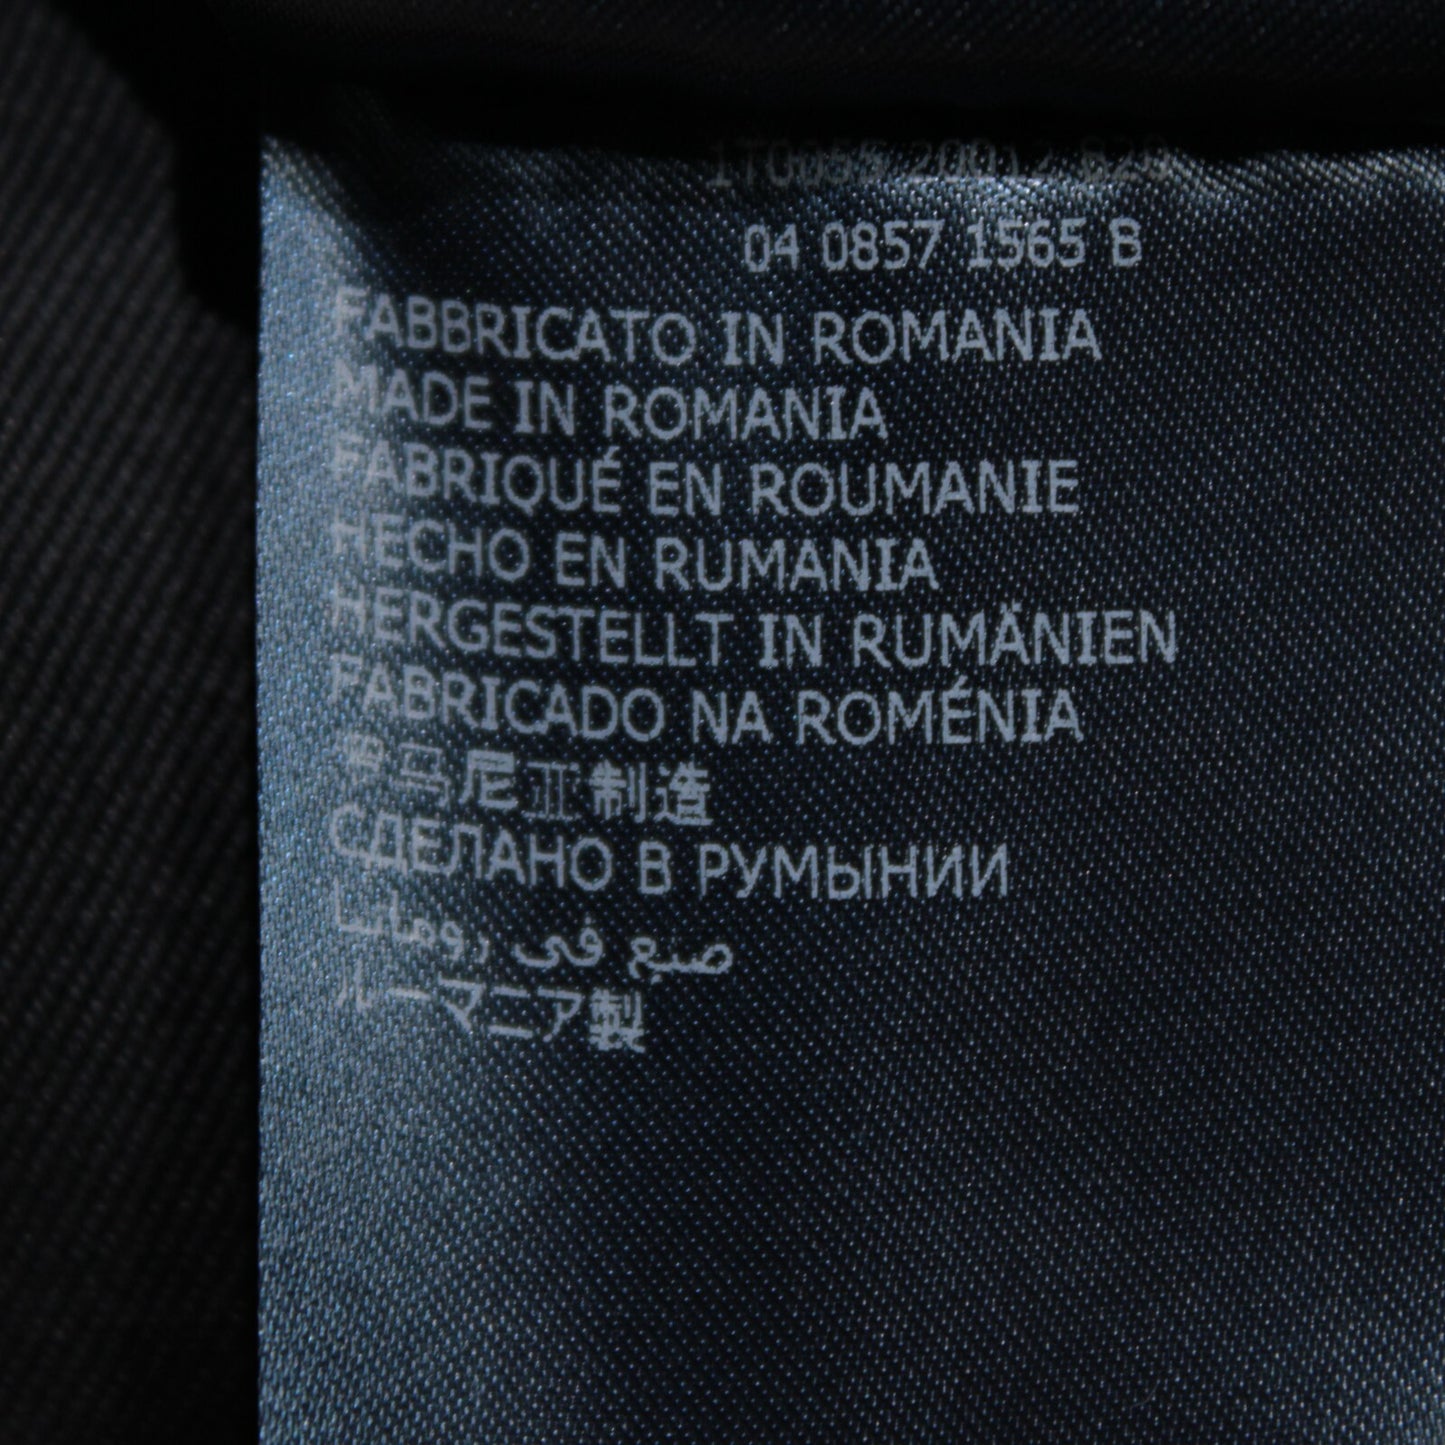 04 0857 1565 B
FABBRICATO IN ROMANIA
MADE IN ROMANIA
FABRIQUÉ EN ROUMANIE
HECHO EN RUMANIA
HERGESTELLT IN RUMÄNIEN
FABRICADO NA ROMÉNIA
罗马尼亚制造
СДЕЛАНО В РУМЫНИИ
صنع في رومانيا
ルーマニア製